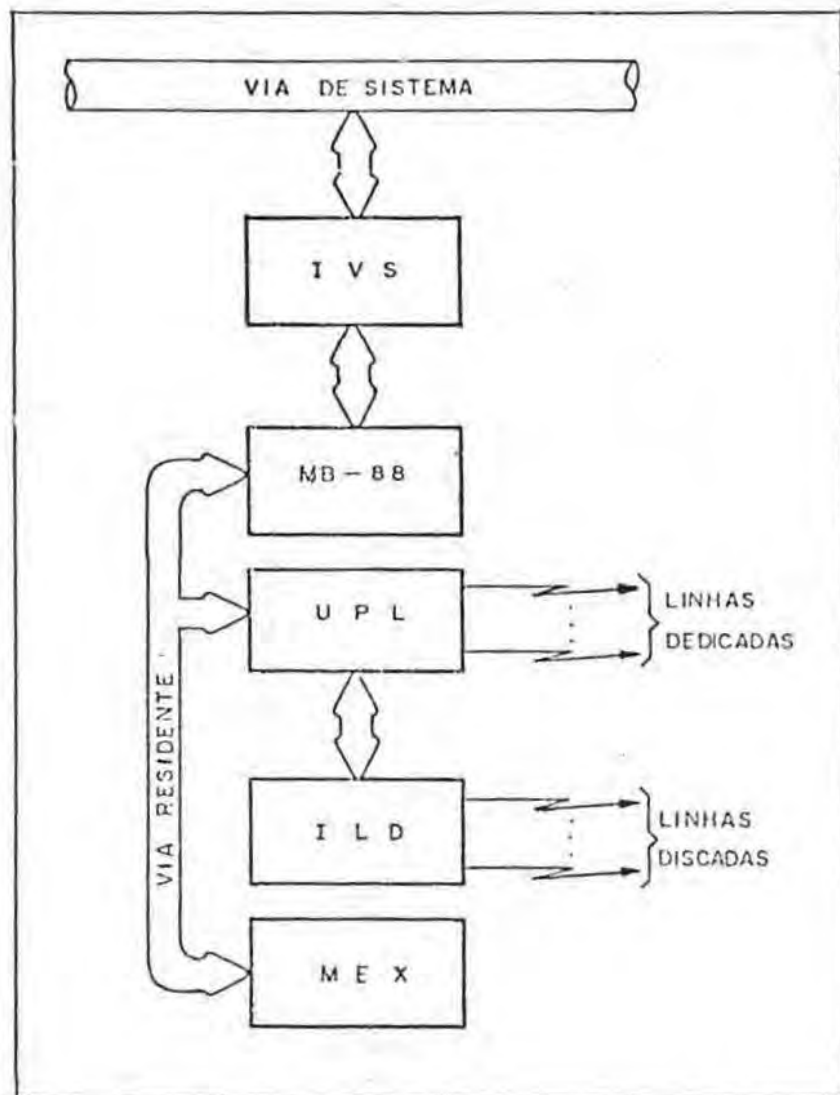 VIA DE SISTEMA
I V S
MB-88
U P L
LINHAS
DEDICADAS
VIA RESIDENTE
I L D
LINHAS
DISCADAS
M E X